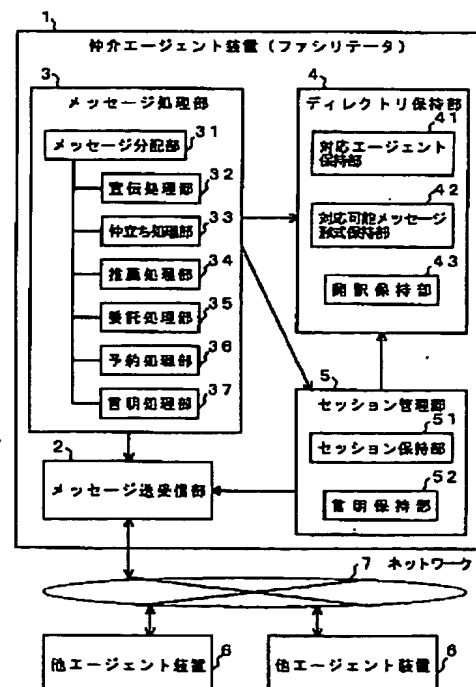 1
仲介エージェント装置(ファシリテータ)
3
メッセージ処理部
31
メッセージ分配部
32
宣伝処理部
33
仲立ち処理部
34
推薦処理部
35
委託処理部
36
予約処理部
37
言明処理部
4
ディレクトリ保持部
41
対応エージェント
保持部
42
対応可能メッセージ
形式保持部
43
翻訳保持部
5
セッション管理部
51
セッション保持部
52
言明保持部
2
メッセージ送受信部
7 ネットワーク
他エージェント装置
6
他エージェント装置
6